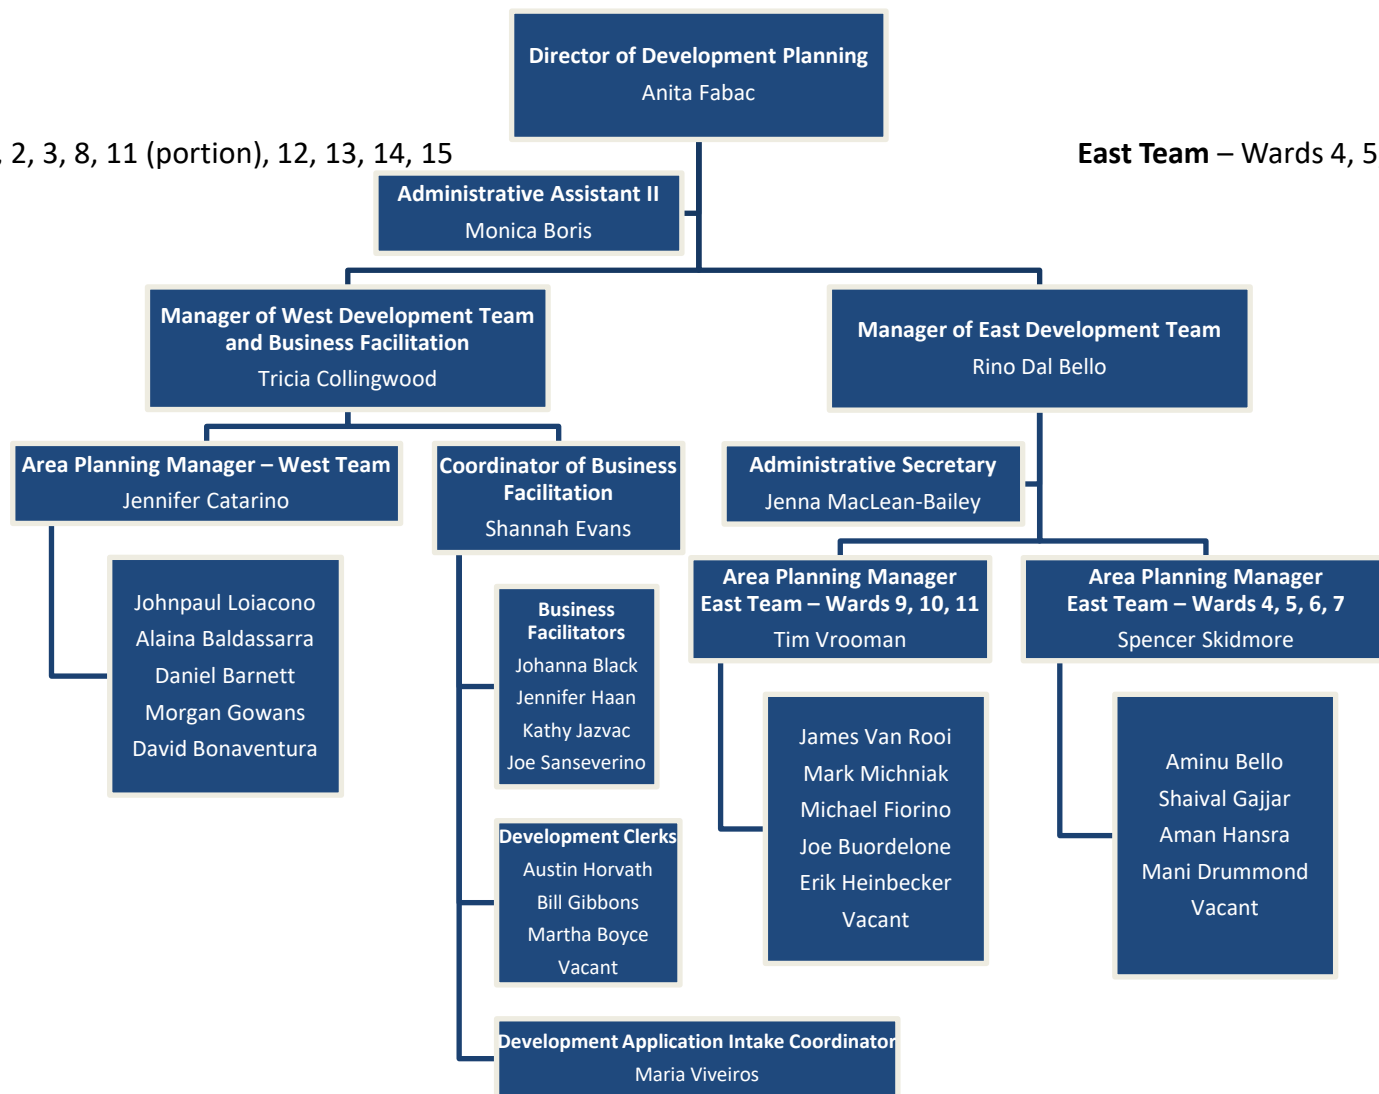 Director of Development Planning
Anita Fabac
, 2, 3, 8, 11 (portion), 12, 13, 14, 15
East Team – Wards 4, 5
Administrative Assistant II
Monica Boris
Manager of West Development Team
and Business Facilitation
Tricia Collingwood
Manager of East Development Team
Rino Dal Bello
Area Planning Manager – West Team
Jennifer Catarino
Coordinator of Business
Facilitation
Shannah Evans
Administrative Secretary
Jenna MacLean-Bailey
Johnpaul Loiacono
Alaina Baldassarra
Daniel Barnett
Morgan Gowans
David Bonaventura
Business
Facilitators
Johanna Black
Jennifer Haan
Kathy Jazvac
Joe Sanseverino
Development Clerks
Austin Horvath
Bill Gibbons
Martha Boyce
Vacant
Development Application Intake Coordinator
Maria Viveiros
Area Planning Manager
East Team – Wards 9, 10, 11
Tim Vrooman
James Van Rooi
Mark Michniak
Michael Fiorino
Joe Buordelone
Erik Heinbecker
Vacant
Area Planning Manager
East Team – Wards 4, 5, 6, 7
Spencer Skidmore
Aminu Bello
Shaival Gajjar
Aman Hansra
Mani Drummond
Vacant